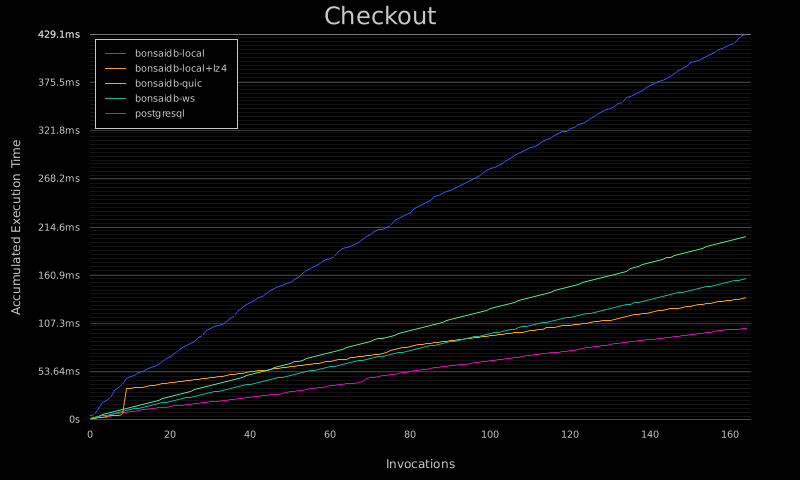 Checkout
429.1ms
375.5ms
321.8ms
268.2ms
214.6ms
160.9ms
107.3ms
53.64ms
0s
bonsaidb-local
bonsaidb-local+lz4
bonsaidb-quic
bonsaidb-ws
postgresql
Accumulated Execution Time
0 20 40 60 80 100 120 140 160
Invocations